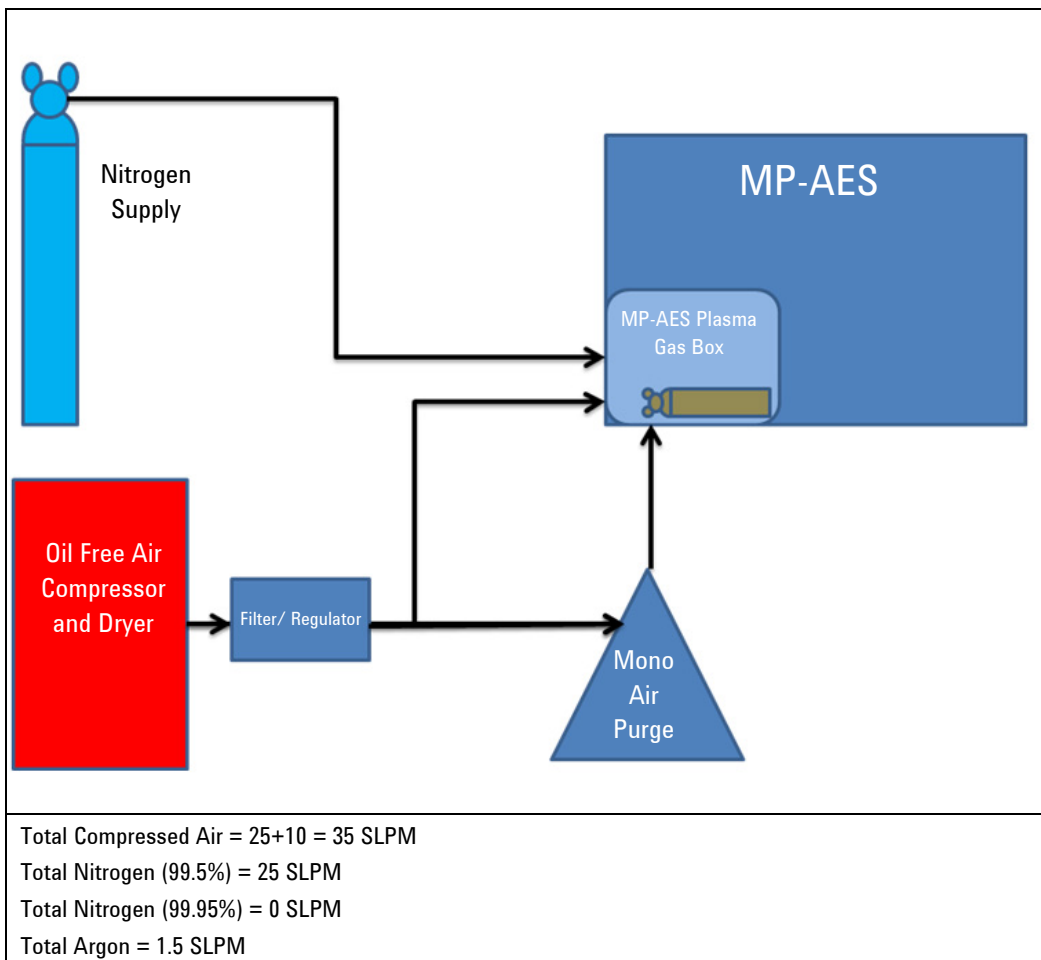 Nitrogen
Supply
MP-AES
MP-AES Plasma
Gas Box
Oil Free Air
Compressor
and Dryer
Filter/ Regulator
Mono
Air
Purge
Total Compressed Air = 25+10 = 35 SLPM
Total Nitrogen (99.5%) = 25 SLPM
Total Nitrogen (99.95%) = 0 SLPM
Total Argon = 1.5 SLPM